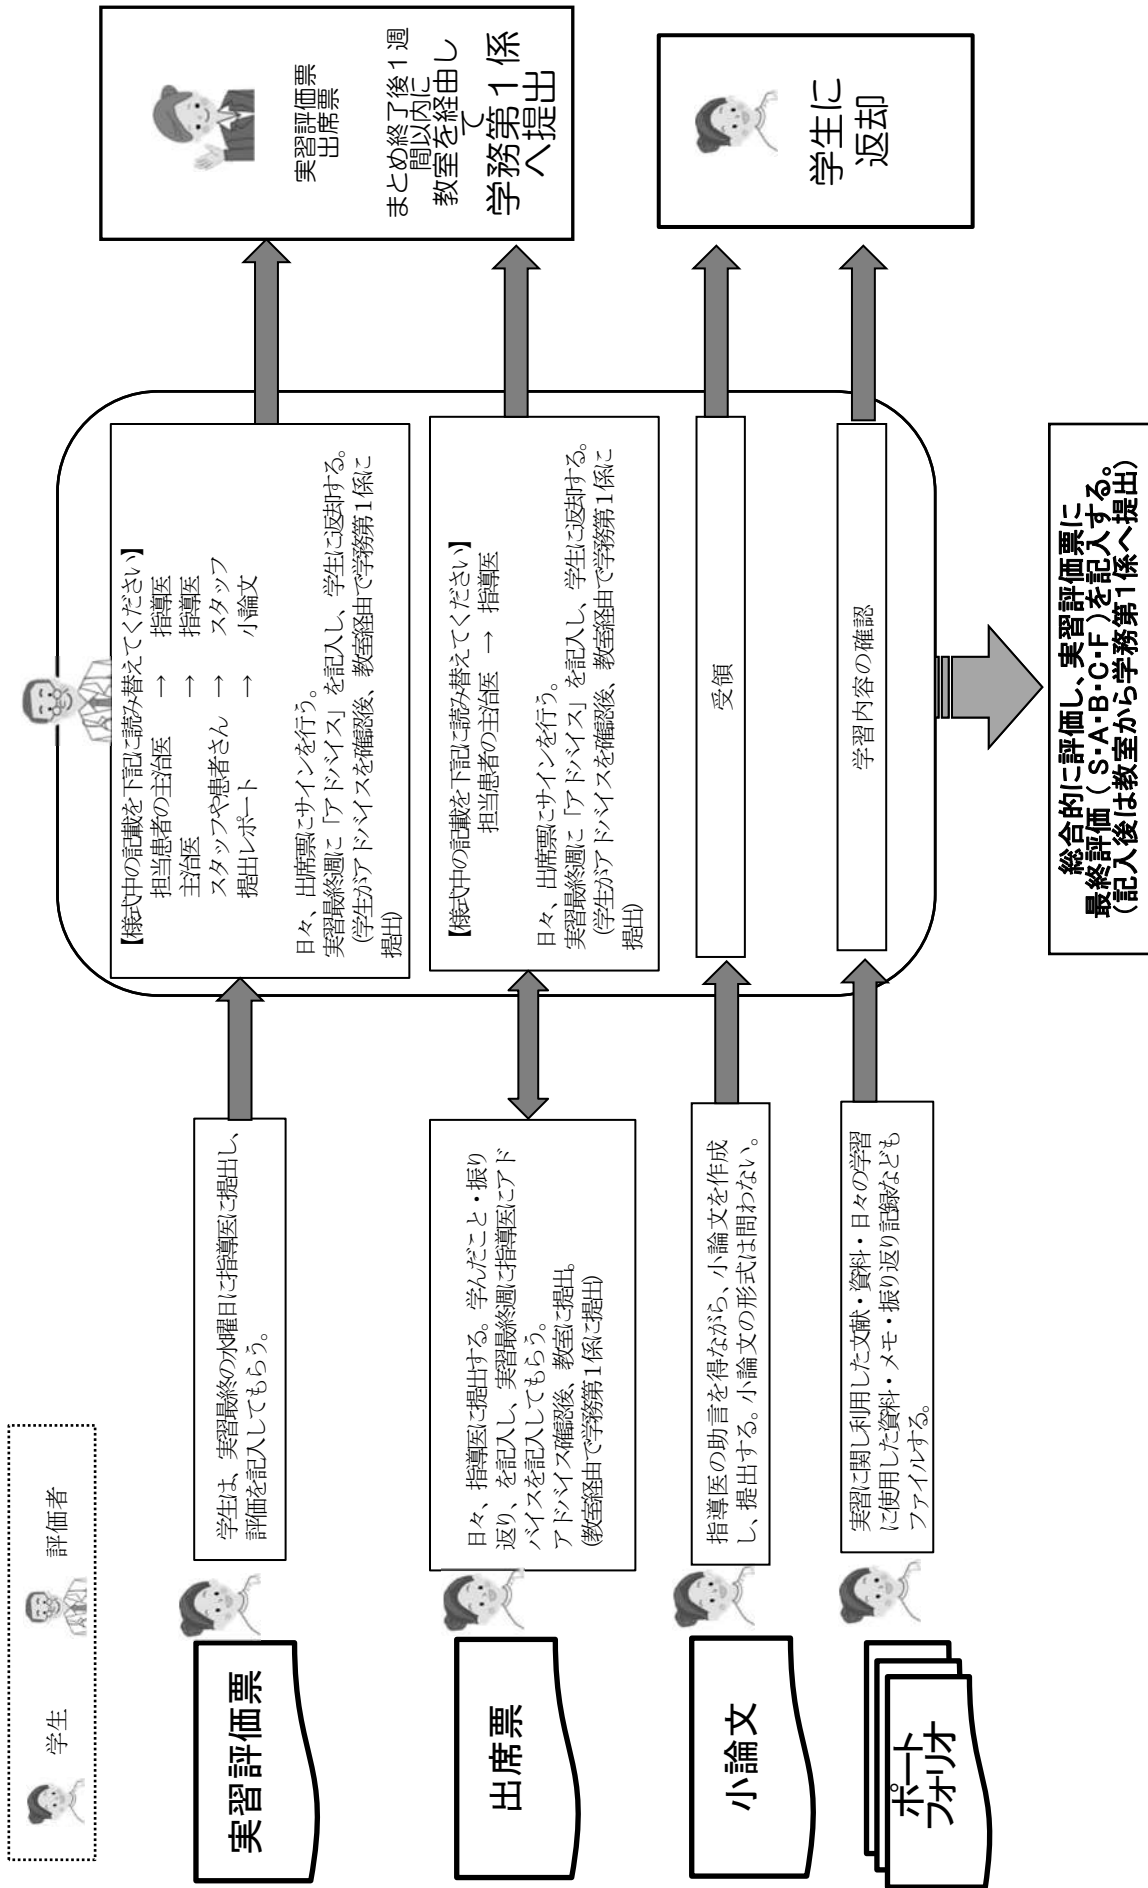 学生
評価者
実習評価票
学生は、実習最終の水曜日に指導医に提出し、
評価を記入してもらう。
【様式中の記載を下記に読み替えてください】
担当患者の主治医 → 指導医
主治医 → 指導医
スタッフや患者さん → スタッフ
提出レポート → 小論文
日々、出席票にサインを行う。
実習最終週に「アドバイス」を記入し、学生に返却する。
(学生がアドバイスを確認後、教室経由で学務第1係に
提出)
実習評価票
出席票
まとめ終了後1週
間以内に
教室を経由し
て
学務第1係
へ提出
出席票
日々、指導医に提出する。学んだこと・振り
返り、を記入し、実習最終週に指導医にアド
バイスを記入してもらう。
アドバイス確認後、教室に提出。
(教室経由で学務第1係に提出)
【様式中の記載を下記に読み替えてください】
担当患者の主治医 → 指導医
日々、出席票にサインを行う。
実習最終週に「アドバイス」を記入し、学生に返却する。
(学生がアドバイスを確認後、教室経由で学務第1係に
提出)
小論文
指導医の助言を得ながら、小論文を作成
し、提出する。小論文の形式は問わない。
受領
学生に
返却
ポート
フォリオ
実習に関し利用した文献・資料・日々の学習
に使用した資料・メモ・振り返り記録なども
ファイルする。
学習内容の確認
総合的に評価し、実習評価票に
最終評価(S・A・B・C・F)を記入する。
(記入後は教室から学務第1係へ提出)